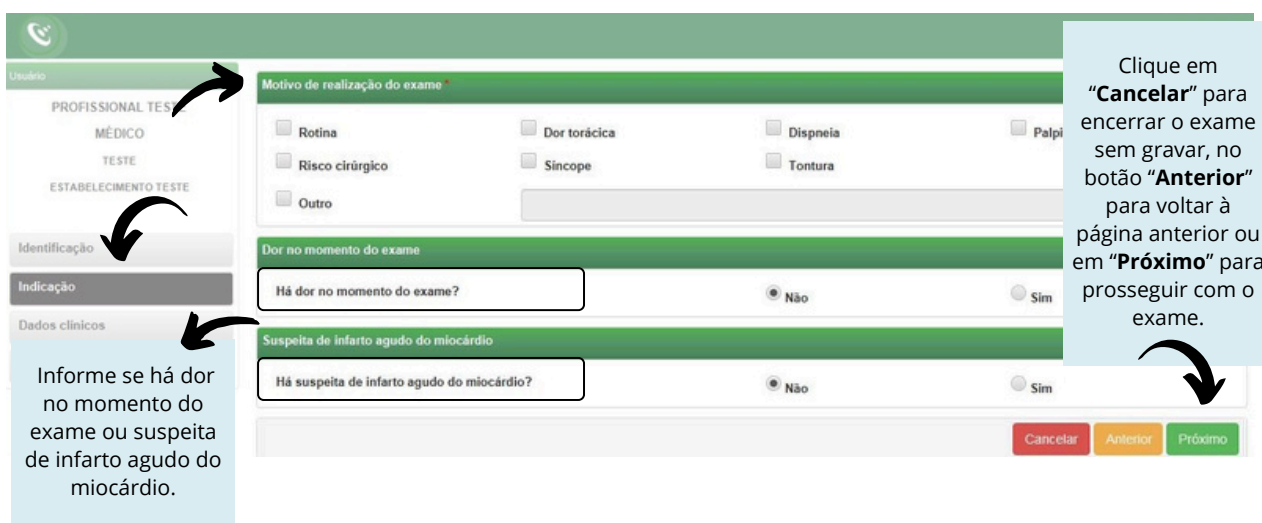 Usuário
PROFISSIONAL TESTE
MÉDICO
TESTE
ESTABELECIMENTO TESTE
Identificação
Indicação
Dados clínicos
Informe se há dor
no momento do
exame ou suspeita
de infarto agudo do
miocárdio.
Motivo de realização do exame*
Rotina Dor torácica Dispneia Palpi
Risco cirúrgico Síncope Tontura
Outro
Dor no momento do exame
Há dor no momento do exame? Não Sim
Suspeita de infarto agudo do miocárdio
Há suspeita de infarto agudo do miocárdio? Não Sim
Cancelar Anterior Próximo
Clique em
“Cancelar” para
encerrar o exame
sem gravar, no
botão “Anterior”
para voltar à
página anterior ou
em “Próximo” para
prosseguir com o
exame.